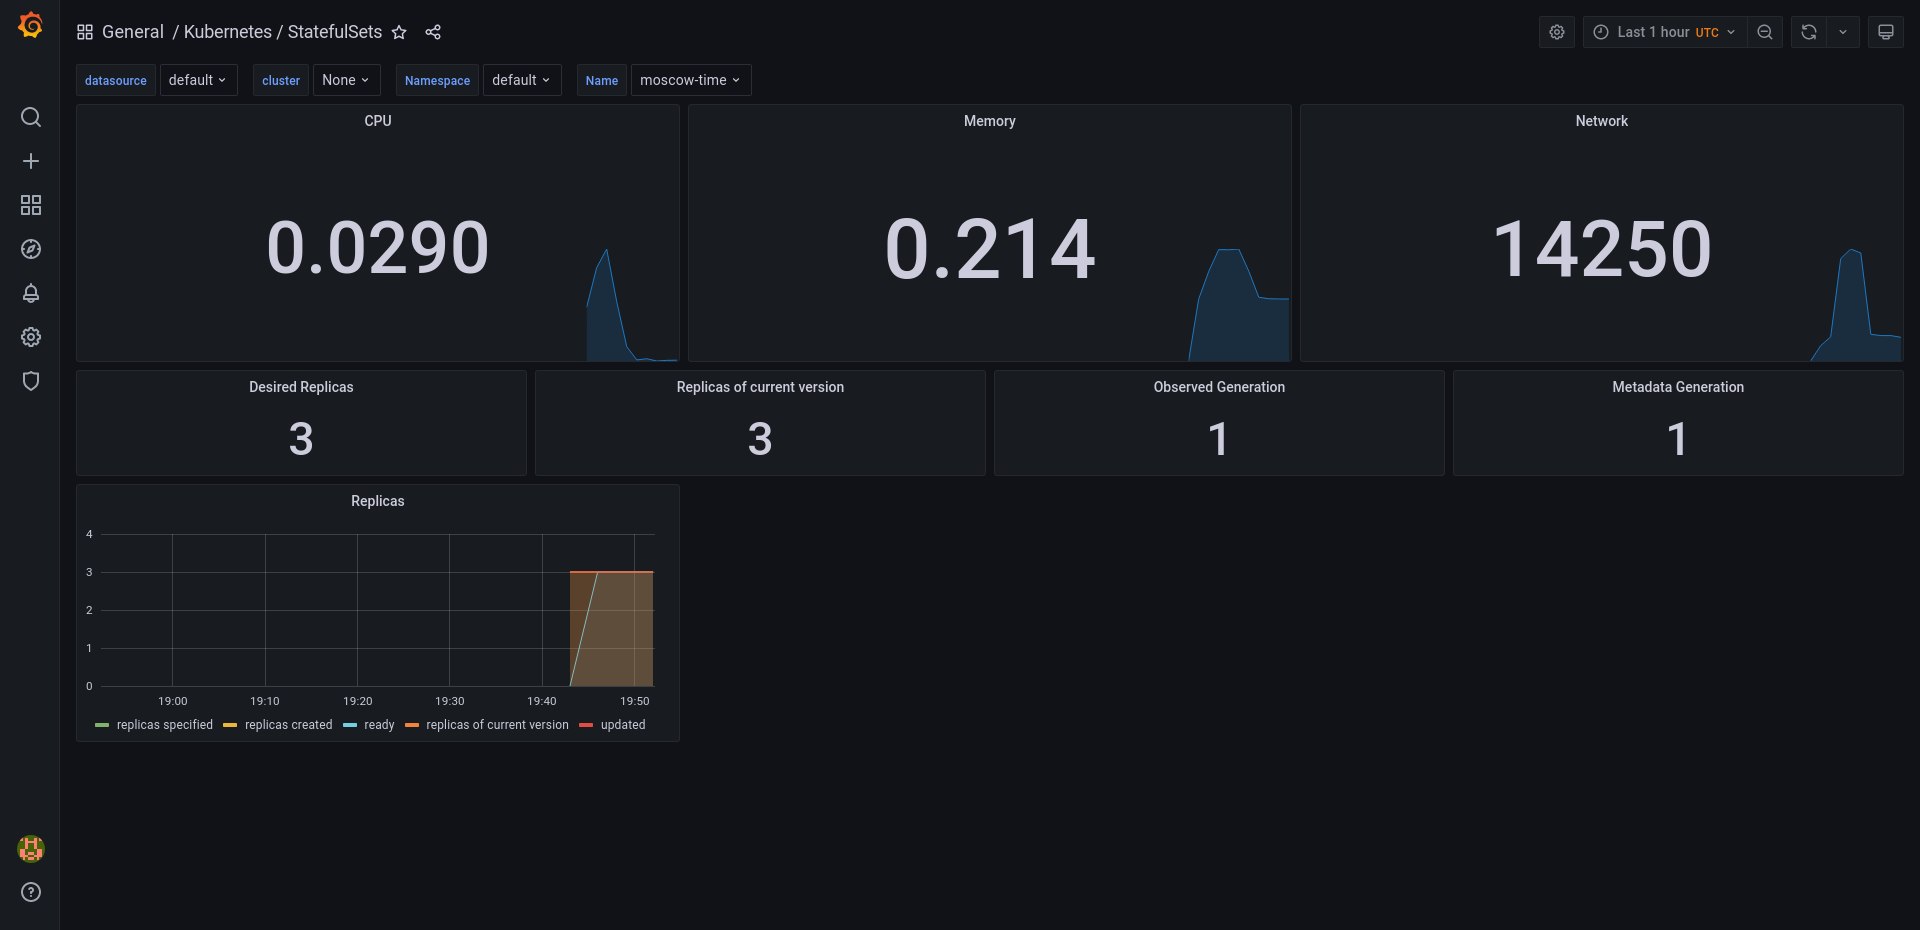 General / Kubernetes / StatefulSets
Last 1 hour UTC
datasource default cluster None Namespace default Name moscow-time
CPU
0.0290
Memory
0.214
Network
14250
Desired Replicas
3
Replicas of current version
3
Observed Generation
1
Metadata Generation
1
Replicas
4
3
2
1
0
19:00 19:10 19:20 19:30 19:40 19:50
replicas specified replicas created ready replicas of current version updated